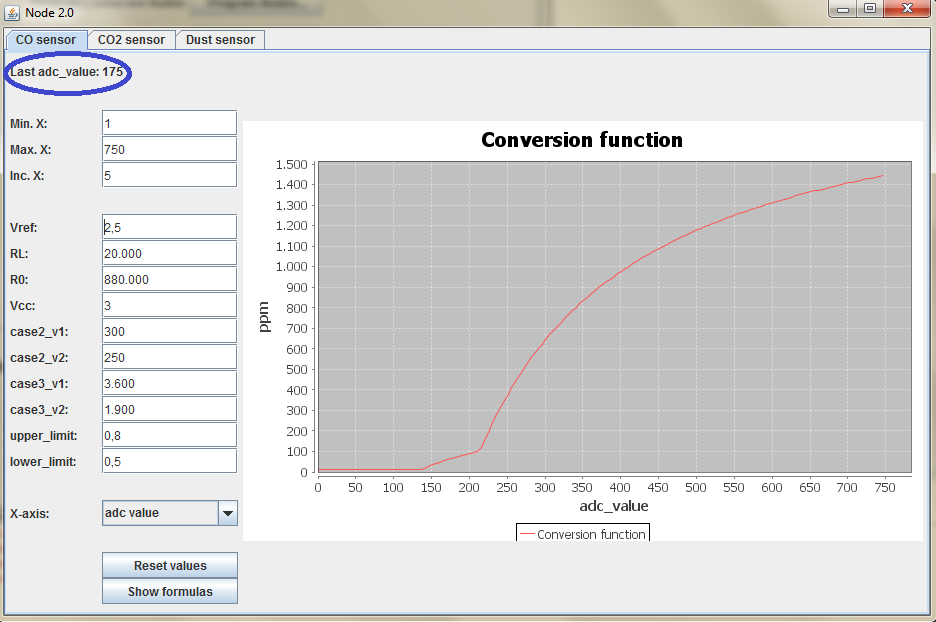 Node 2.0
CO sensor CO2 sensor Dust sensor
Last adc_value: 175
Min. X: 1
Max. X: 750
Inc. X: 5
Vref: 2,5
RL: 20.000
R0: 880.000
Vcc: 3
case2_v1: 300
case2_v2: 250
case3_v1: 3.600
case3_v2: 1.900
upper_limit: 0,8
lower_limit: 0,5
X-axis: adc value
Reset values
Show formulas
Conversion function
1.500
1.400
1.300
1.200
1.100
1.000
900
800
700
600
500
400
300
200
100
0
ppm
0 50 100 150 200 250 300 350 400 450 500 550 600 650 700 750
adc_value
Conversion function